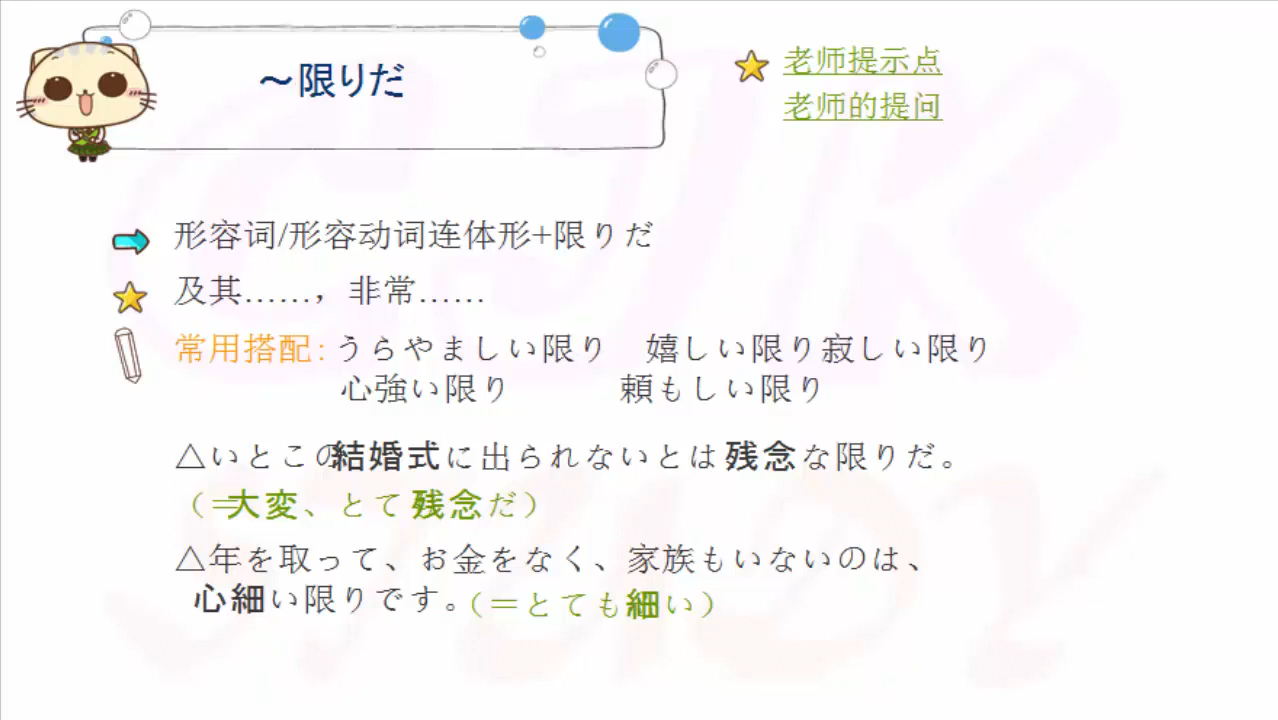 ～限りだ
老师提示点
老师的提问
形容词/形容动词连体形+限りだ
及其……，非常……
常用搭配：うらやましい限り 嬉しい限り寂しい限り
心強い限り 頼もしい限り
△いとこの結婚式に出られないとは残念な限りだ。
（＝大変、とて残念だ）
△年を取って、お金をなく、家族もいないのは、
心細い限りです。（＝とても細い）